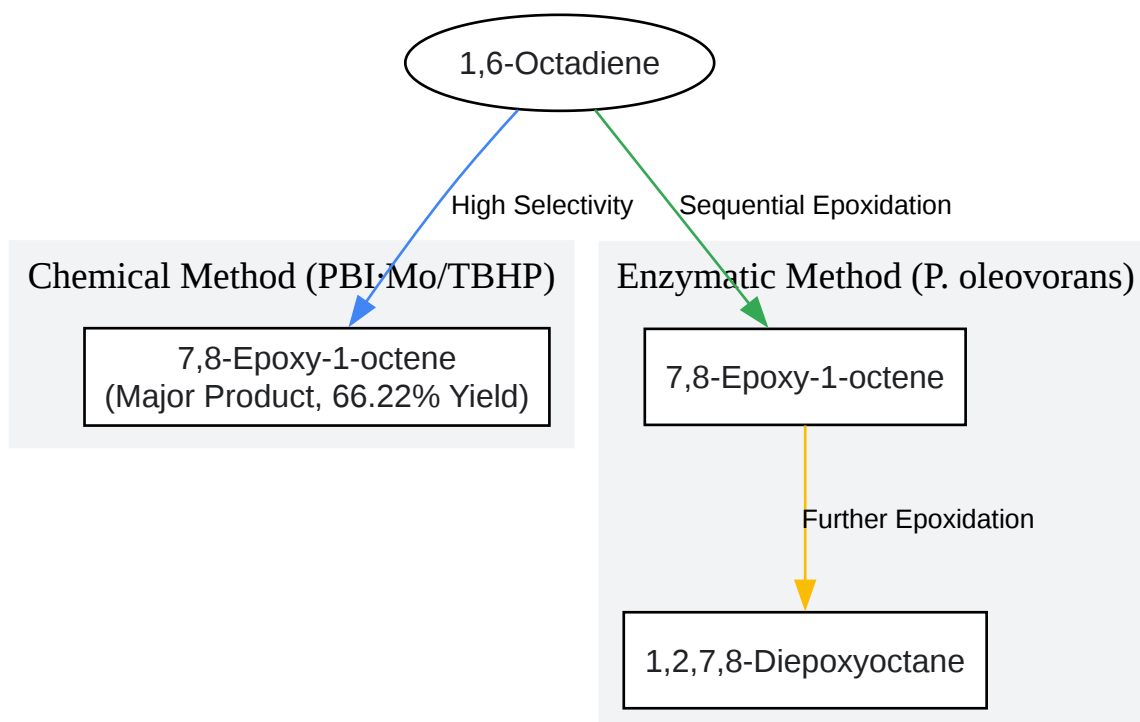 1,6-Octadiene
High Selectivity
Sequential Epoxidation
Chemical Method (PBI·Mo/TBHP)
Enzymatic Method (P. oleovorans)
7,8-Epoxy-1-octene
(Major Product, 66.22% Yield)
7,8-Epoxy-1-octene
Further Epoxidation
1,2,7,8-Diepoxyoctane